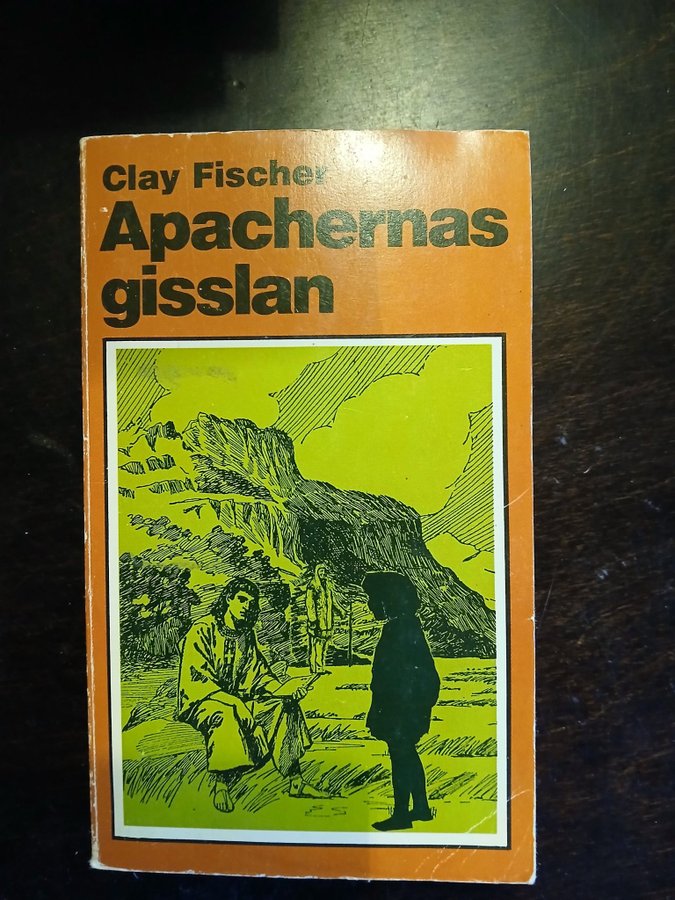 Clay Fischer
Apachernas
gisslan